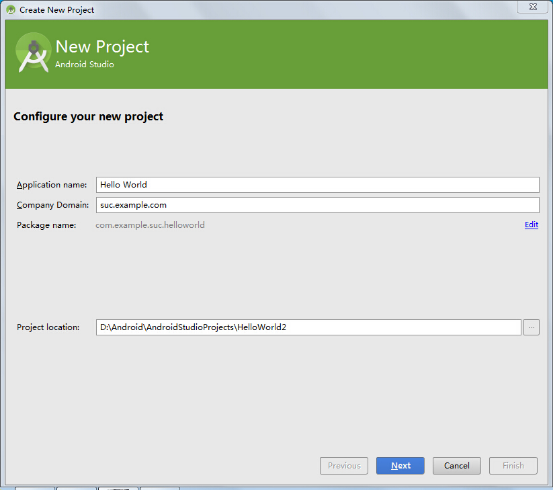 Create New Project
New Project
Android Studio
Configure your new project
Application name: Hello World
Company Domain: suc.example.com
Package name: com.example.suc.helloworld Edit
Project location: D:\Android\AndroidStudioProjects\HelloWorld2 ...
Previous Next Cancel Finish